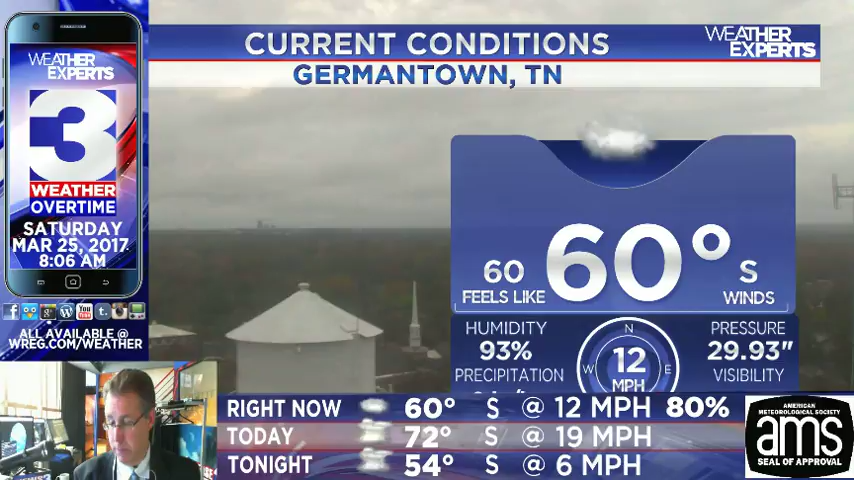 WEATHER
EXPERTS
3
WEATHER
OVERTIME
SATURDAY
MAR 25, 2017
8:06 AM
ALL AVAILABLE @
WREG.COM/WEATHER
CURRENT CONDITIONS
WEATHER
EXPERTS
GERMANTOWN, TN
60°
60
FEELS LIKE
S
WINDS
HUMIDITY
93%
PRECIPITATION
N
W
E
12
MPH
PRESSURE
29.93"
VISIBILITY
RIGHT NOW 60° S @ 12 MPH 80%
TODAY 72° S @ 19 MPH
TONIGHT 54° S @ 6 MPH
AMERICAN
METEOROLOGICAL SOCIETY
ams
SEAL OF APPROVAL